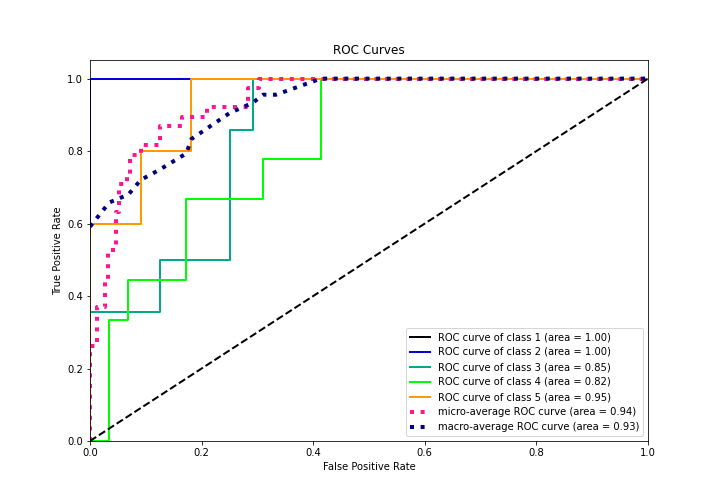 ROC Curves
True Positive Rate
1.0
0.8
0.6
0.4
0.2
0.0
0.0 0.2 0.4 0.6 0.8 1.0
False Positive Rate
ROC curve of class 1 (area = 1.00)
ROC curve of class 2 (area = 1.00)
ROC curve of class 3 (area = 0.85)
ROC curve of class 4 (area = 0.82)
ROC curve of class 5 (area = 0.95)
micro-average ROC curve (area = 0.94)
macro-average ROC curve (area = 0.93)